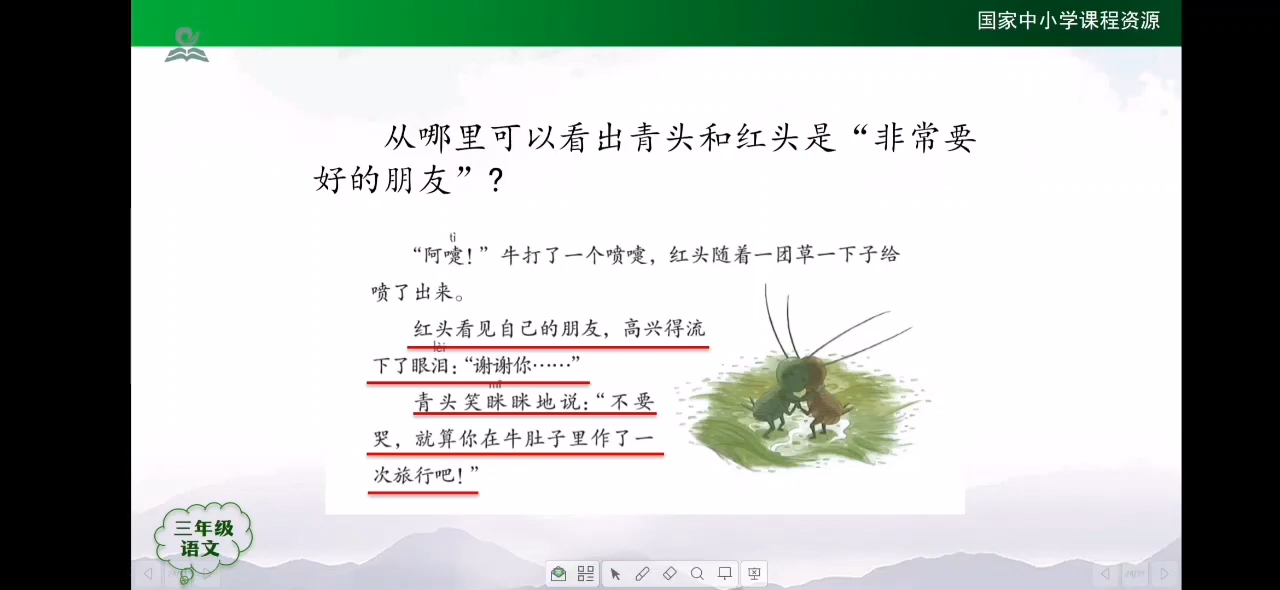 国家中小学课程资源
从哪里可以看出青头和红头是“非常要
好的朋友”?
tì
“阿嚏！”牛打了一个喷嚏，红头随着一团草一下子给
喷了出来。
红头看见自己的朋友，高兴得流
lèi
下了眼泪：“谢谢你……”
mī
青头笑眯眯地说：“不要
哭，就算你在牛肚子里作了一
次旅行吧！”
三年级
语文